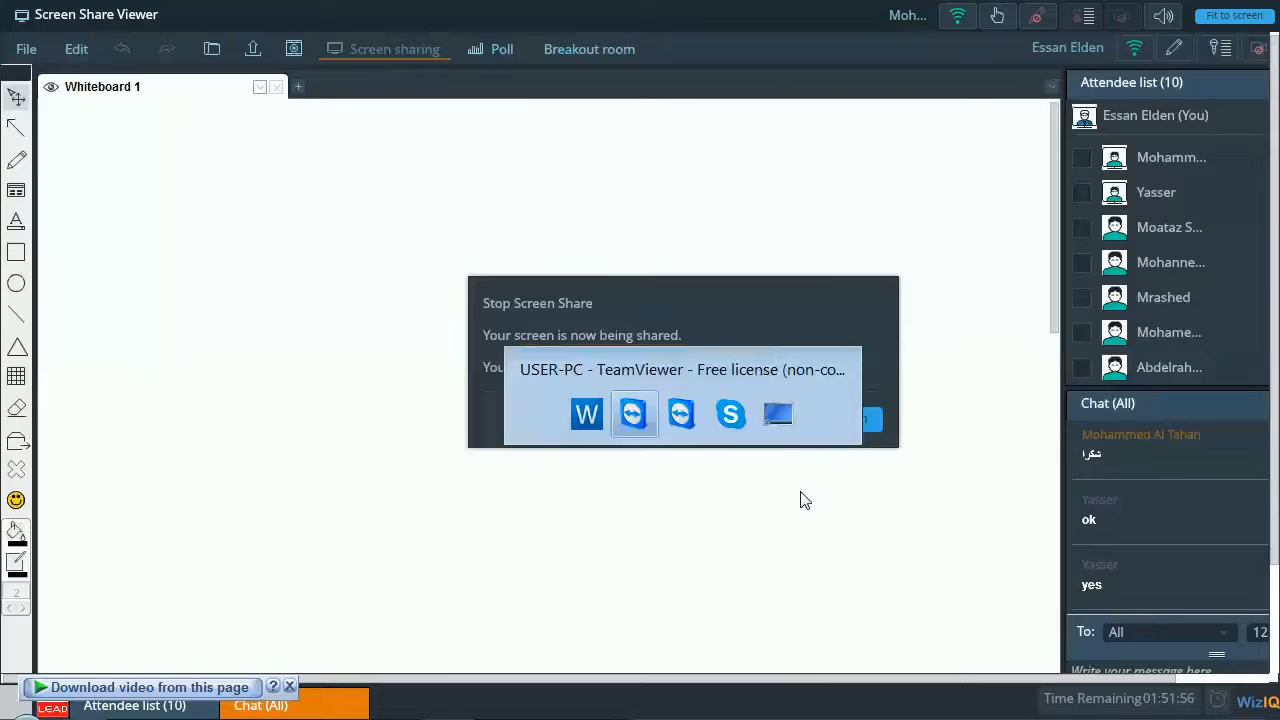 Screen Share Viewer
Moh...
Fit to screen
File Edit Screen sharing Poll Breakout room
Essan Elden
Whiteboard 1
Attendee list (10)
Essan Elden (You)
Mohamm...
Yasser
Moataz S...
Mohanne...
Mrashed
Mohame...
Abdelrah...
Stop Screen Share
Your screen is now being shared.
You
USER-PC - TeamViewer - Free license (non-co...
W
S
Chat (All)
Mohammed Al Tahan
شكرا
Yasser
ok
Yasser
yes
To: All 12
Write your message here
2
Download video from this page ?
LEAD Attendee list (10) Chat (All)
Time Remaining 01:51:56
WizIQ